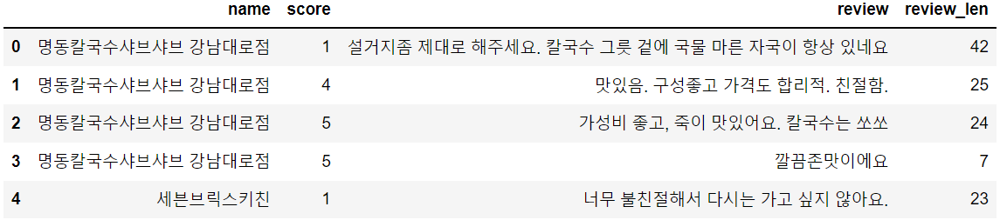 name score review review_len
0 명동칼국수샤브샤브 강남대로점 1 설거지좀 제대로 해주세요. 칼국수 그릇 겉에 국물 마른 자국이 항상 있네요 42
1 명동칼국수샤브샤브 강남대로점 4 맛있음. 구성좋고 가격도 합리적. 친절함. 25
2 명동칼국수샤브샤브 강남대로점 5 가성비 좋고, 죽이 맛있어요. 칼국수는 쏘쏘 24
3 명동칼국수샤브샤브 강남대로점 5 깔끔존맛이에요 7
4 세븐브릭스키친 1 너무 불친절해서 다시는 가고 싶지 않아요. 23